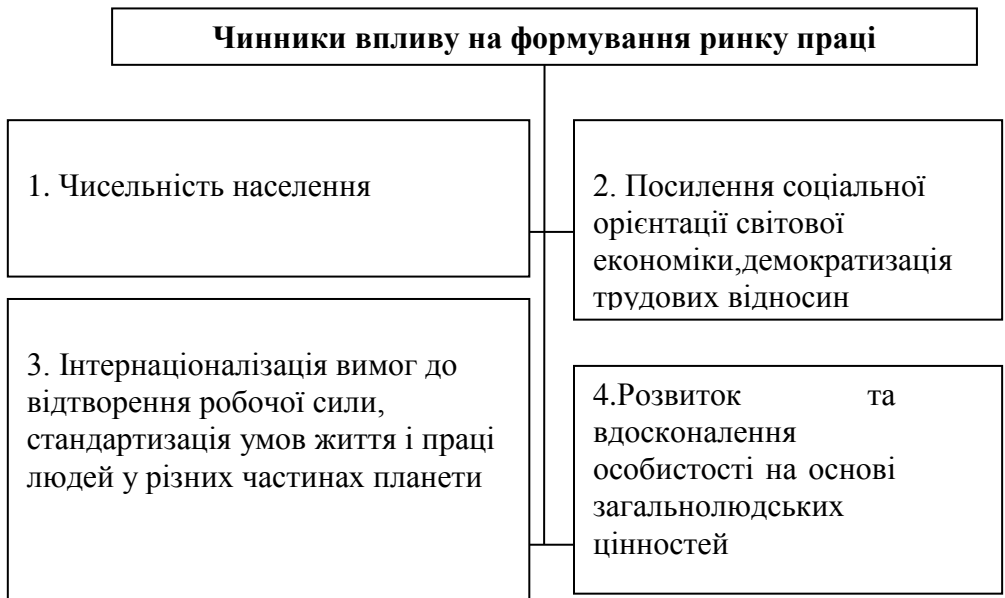 Чинники впливу на формування ринку праці
1. Чисельність населення
2. Посилення соціальної
орієнтації світової
економіки,демократизація
трудових відносин
3. Інтернаціоналізація вимог до
відтворення робочої сили,
стандартизація умов життя і праці
людей у різних частинах планети
4.Розвиток та
вдосконалення
особистості на основі
загальнолюдських
цінностей